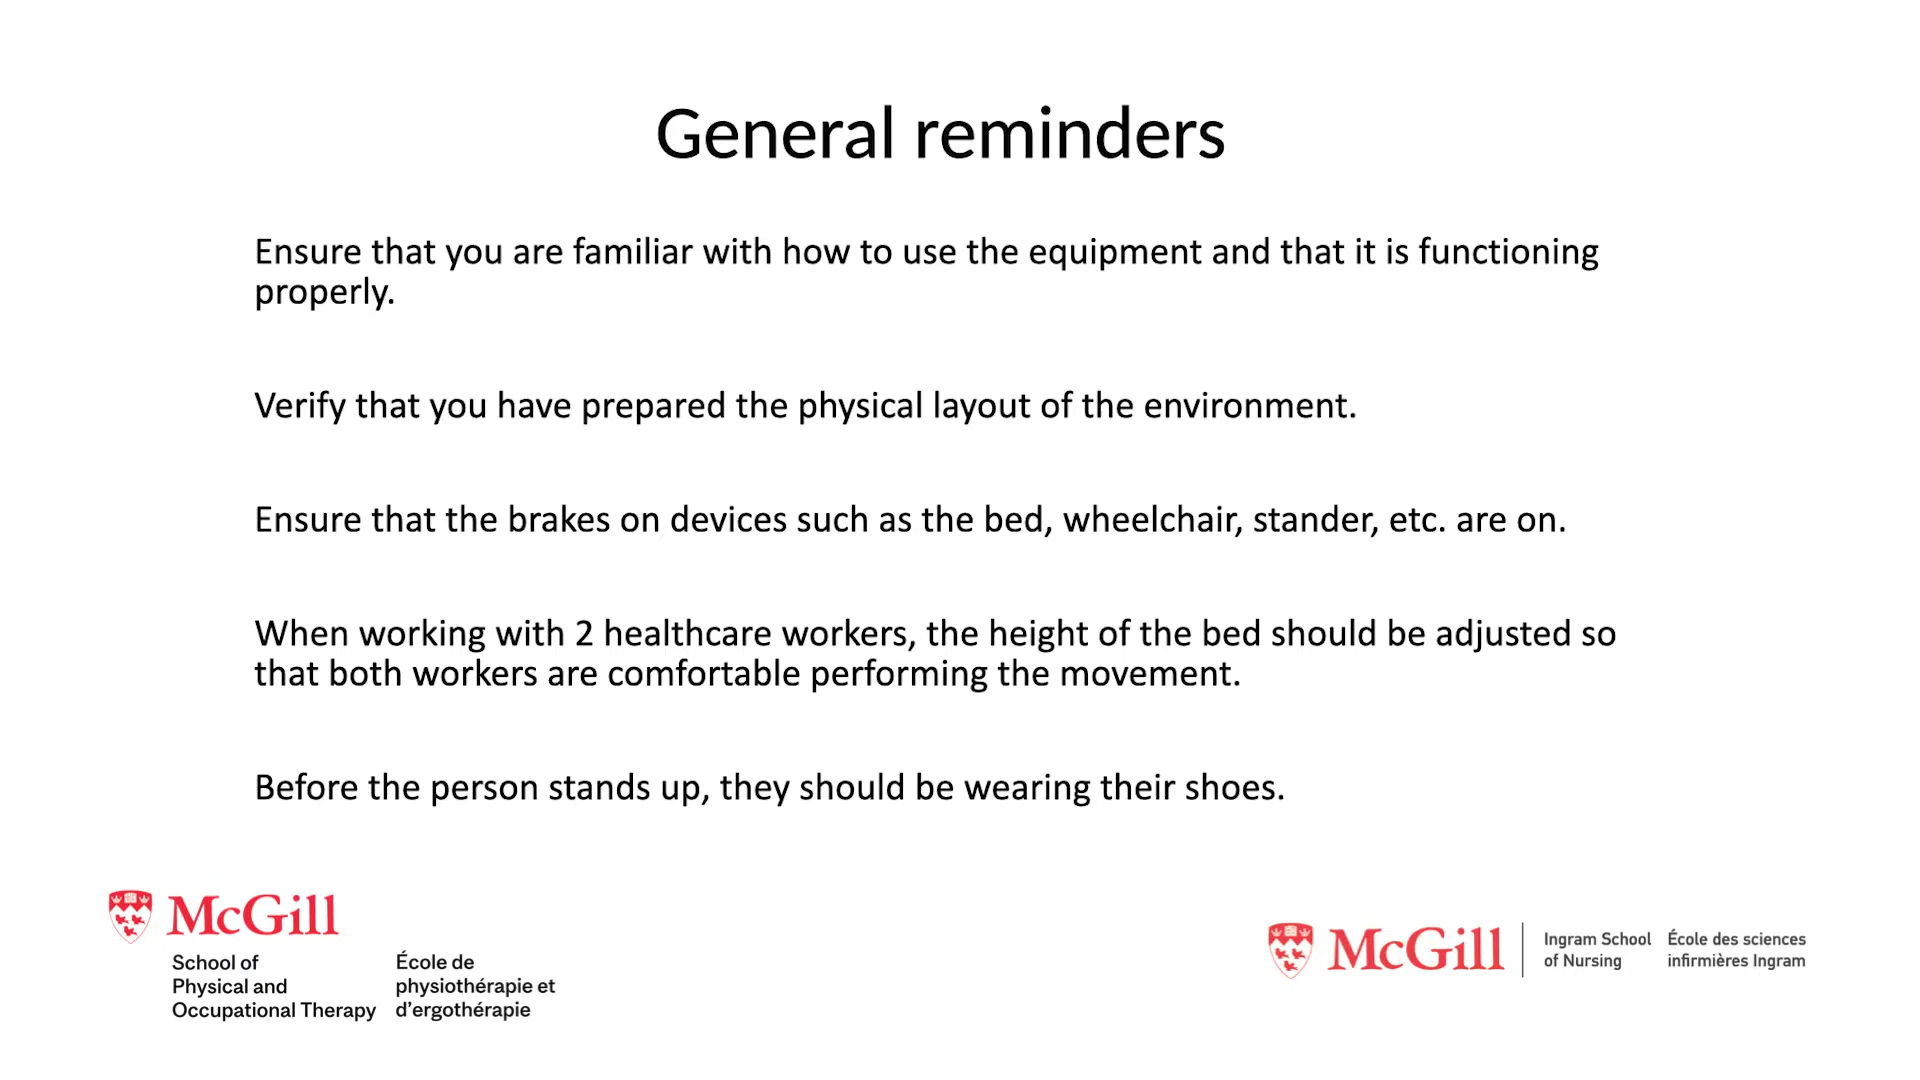 General reminders
Ensure that you are familiar with how to use the equipment and that it is functioning
properly.
Verify that you have prepared the physical layout of the environment.
Ensure that the brakes on devices such as the bed, wheelchair, stander, etc. are on.
When working with 2 healthcare workers, the height of the bed should be adjusted so
that both workers are comfortable performing the movement.
Before the person stands up, they should be wearing their shoes.
McGill
School of
Physical and
Occupational Therapy
École de
physiothérapie et
d'ergothérapie
McGill
Ingram School
of Nursing
École des sciences
infirmières Ingram